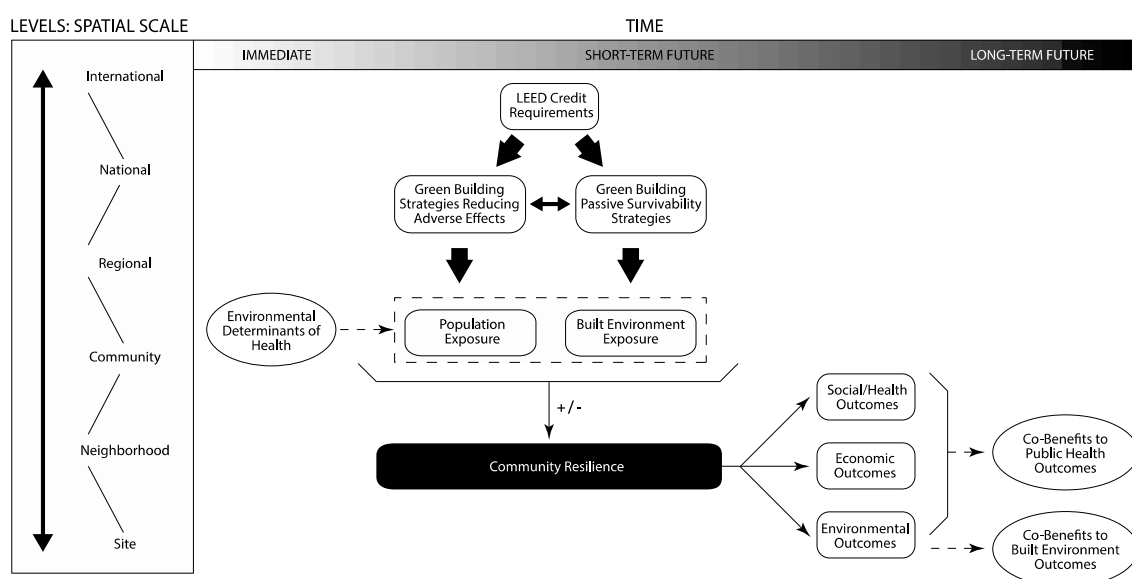 LEVELS: SPATIAL SCALE
TIME
IMMEDIATE
SHORT-TERM FUTURE
LONG-TERM FUTURE
International
National
Regional
Community
Neighborhood
Site
LEED Credit
Requirements
Green Building
Strategies Reducing
Adverse Effects
Green Building
Passive Survivability
Strategies
Environmental
Determinants of
Health
Population
Exposure
Built Environment
Exposure
+/-
Community Resilience
Social/Health
Outcomes
Economic
Outcomes
Environmental
Outcomes
Co-Benefits to
Public Health
Outcomes
Co-Benefits to
Built Environment
Outcomes